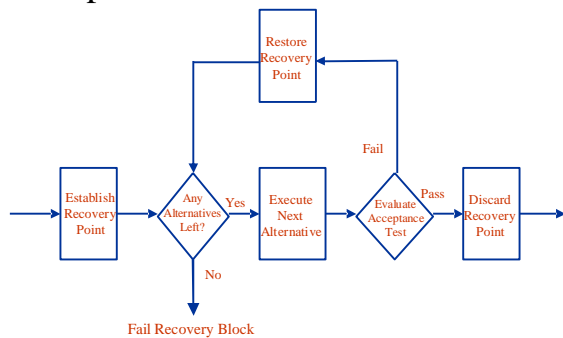 Restore
Recovery
Point
Fail
Establish
Recovery
Point
Any
Alternatives
Left?
Yes
Execute
Next
Alternative
Evaluate
Acceptance
Test
Pass
Discard
Recovery
Point
No
Fail Recovery Block